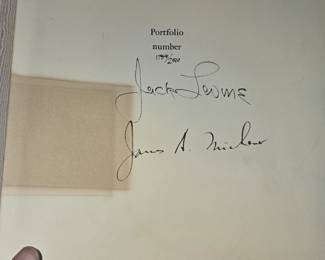 Portfolio
number
Jack Levine
James A. Michener